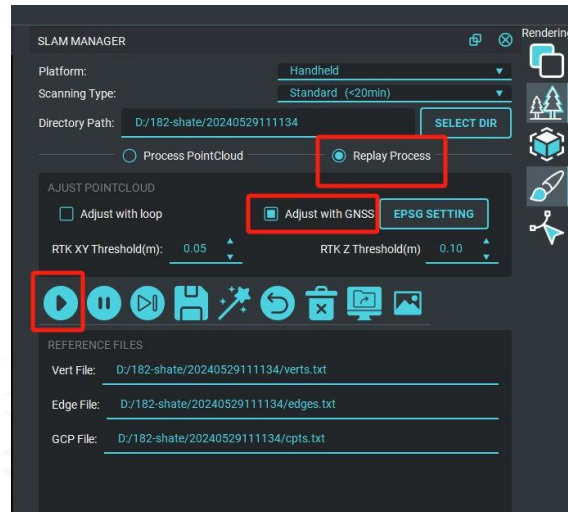 SLAM MANAGER
Rendering
Platform: Handheld
Scanning Type: Standard (<20min)
Directory Path: D:/182-shate/20240529111134 SELECT DIR
Process PointCloud Replay Process
ADJUST POINTCLOUD
Adjust with loop Adjust with GNSS EPSG SETTING
RTK XY Threshold(m): 0.05 RTK Z Threshold(m) 0.10
REFERENCE FILES
Vert File: D:/182-shate/20240529111134/verts.txt
Edge File: D:/182-shate/20240529111134/edges.txt
GCP File: D:/182-shate/20240529111134/cpts.txt